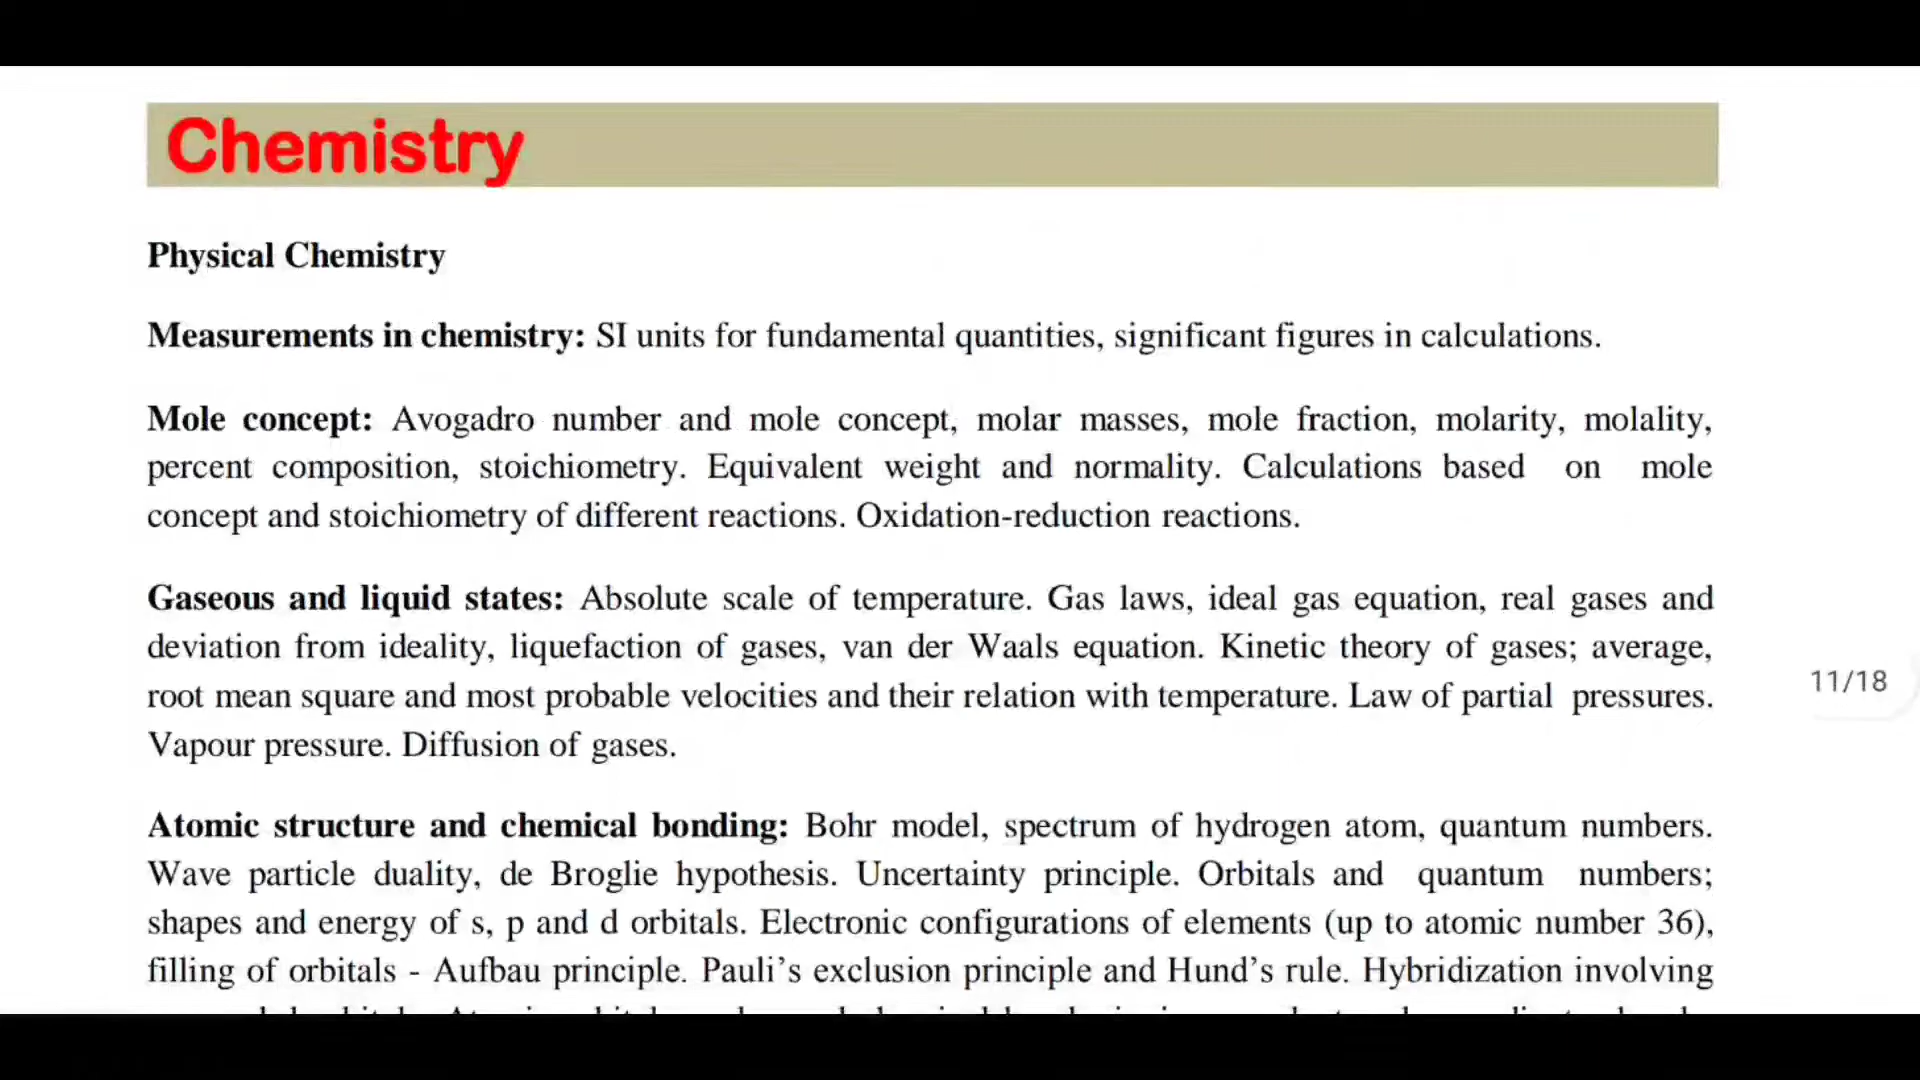 Chemistry
Physical Chemistry
Measurements in chemistry: SI units for fundamental quantities, significant figures in calculations.
Mole concept: Avogadro number and mole concept, molar masses, mole fraction, molarity, molality,
percent composition, stoichiometry. Equivalent weight and normality. Calculations based on mole
concept and stoichiometry of different reactions. Oxidation-reduction reactions.
Gaseous and liquid states: Absolute scale of temperature. Gas laws, ideal gas equation, real gases and
deviation from ideality, liquefaction of gases, van der Waals equation. Kinetic theory of gases; average,
root mean square and most probable velocities and their relation with temperature. Law of partial pressures.
11/18
Vapour pressure. Diffusion of gases.
Atomic structure and chemical bonding: Bohr model, spectrum of hydrogen atom, quantum numbers.
Wave particle duality, de Broglie hypothesis. Uncertainty principle. Orbitals and quantum numbers;
shapes and energy of s, p and d orbitals. Electronic configurations of elements (up to atomic number 36),
filling of orbitals - Aufbau principle. Pauli’s exclusion principle and Hund’s rule. Hybridization involving